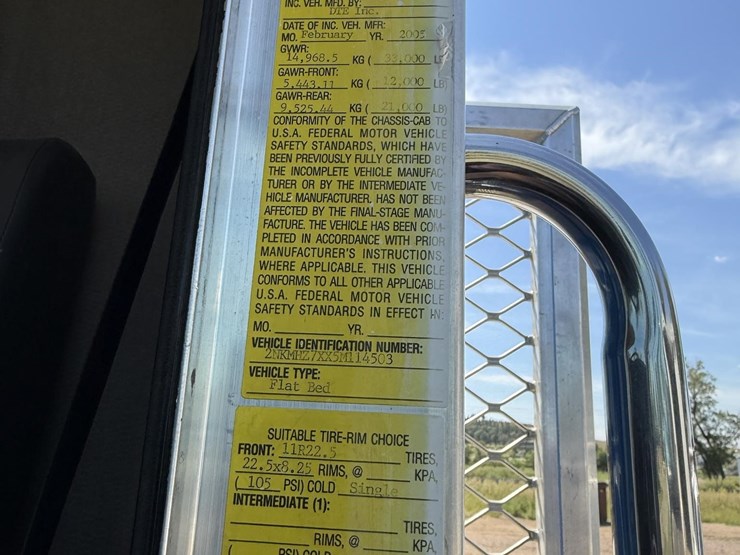 INC. VEH. MFD. BY:
DTE Inc.
DATE OF INC. VEH. MFR:
MO. February YR. 2005
GVWR:
14,968.5 KG ( 33,000 LB
GAWR-FRONT:
5,443.11 KG ( 12,000 LB
GAWR-REAR:
9,525.44 KG ( 21,000 LB)
CONFORMITY OF THE CHASSIS-CAB TO
U.S.A. FEDERAL MOTOR VEHICLE
SAFETY STANDARDS, WHICH HAVE
BEEN PREVIOUSLY FULLY CERTIFIED BY
THE INCOMPLETE VEHICLE MANUFAC-
TURER OR BY THE INTERMEDIATE VE-
HICLE MANUFACTURER, HAS NOT BEEN
AFFECTED BY THE FINAL-STAGE MANU-
FACTURE. THE VEHICLE HAS BEEN COM-
PLETED IN ACCORDANCE WITH PRIOR
MANUFACTURER'S INSTRUCTIONS,
WHERE APPLICABLE. THIS VEHICLE
CONFORMS TO ALL OTHER APPLICABLE
U.S.A. FEDERAL MOTOR VEHICLE
SAFETY STANDARDS IN EFFECT IN:
MO. YR.
VEHICLE IDENTIFICATION NUMBER:
2NKMHZ7XX5M114503
VEHICLE TYPE:
Flat Bed
SUITABLE TIRE-RIM CHOICE
FRONT: 11R22.5 TIRES,
22.5x8.25 RIMS, @ KPA
( 105 PSI) COLD Single
INTERMEDIATE (1):
TIRES,
RIMS, @ KPA
( PSI) COLD